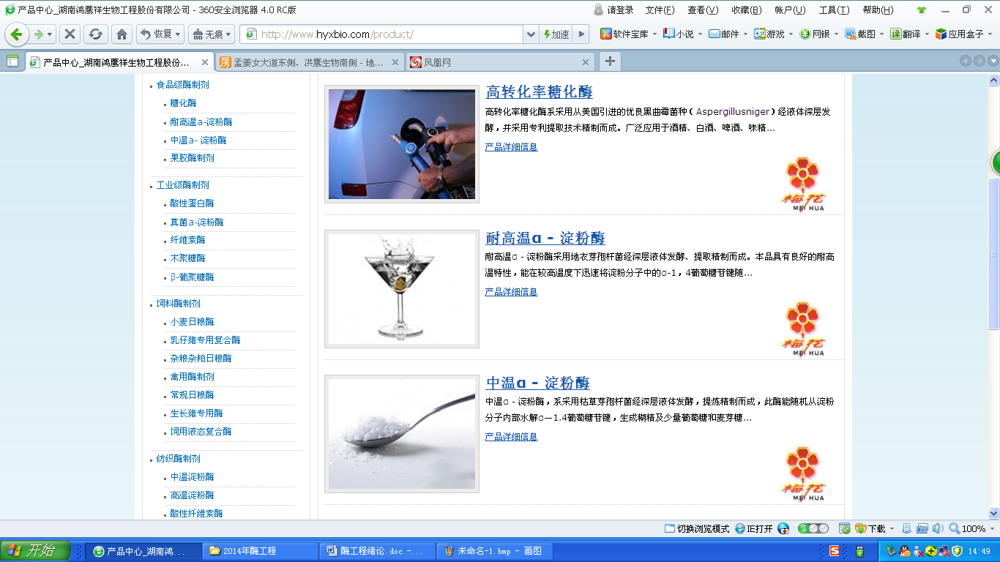 产品中心_湖南鸿鹰祥生物工程股份有限公司 - 360安全浏览器 4.0 RC版
请登录 文件(F) 查看(V) 收藏(B) 帐户(U) 工具(T) 帮助(H)
恢复 无痕 http://www.hyxbio.com/product/ 加速 软件宝库 小说 邮件 游戏 网银 截图 翻译 应用盒子
产品中心_湖南鸿鹰祥生物工程股份... 孟姜女大道东侧、洪鹰生物南侧 - 地... 凤凰网
食品级酶制剂
糖化酶
耐高温a-淀粉酶
中温a- 淀粉酶
果胶酶制剂
工业级酶制剂
酸性蛋白酶
真菌a-淀粉酶
纤维素酶
木聚糖酶
β-葡聚糖酶
饲料酶制剂
小麦日粮酶
乳仔猪专用复合酶
杂粮杂粕日粮酶
禽用酶制剂
常规日粮酶
生长猪专用酶
饲用液态复合酶
纺织酶制剂
中温淀粉酶
高温淀粉酶
酸性纤维素酶
高转化率糖化酶
高转化率糖化酶系采用从美国引进的优良黑曲霉菌种（Aspergillusniger）经液体深层发
酵，并采用专利提取技术精制而成。广泛应用于酒精、白酒、啤酒、味精...
产品详细信息
梅花
MEI HUA
耐高温ɑ - 淀粉酶
耐高温ɑ - 淀粉酶采用地衣芽孢杆菌经深层液体发酵、提取精制而成。本品具有良好的耐高
温特性，能在较高温度下迅速将淀粉分子中的ɑ-1，4葡萄糖苷键随...
产品详细信息
梅花
MEI HUA
中温ɑ - 淀粉酶
中温ɑ - 淀粉酶，系采用枯草芽孢杆菌经深层液体发酵，提炼精制而成，此酶能随机从淀粉
分子内部水解ɑ—1.4葡萄糖苷键，生成糊精及少量葡萄糖和麦芽糖...
产品详细信息
梅花
MEI HUA
切换浏览模式 IE打开 下载 100%
开始 产品中心_湖南鸿... 2014年酶工程 酶工程绪论.doc -... 未命名-1.bmp - 画图 14:49